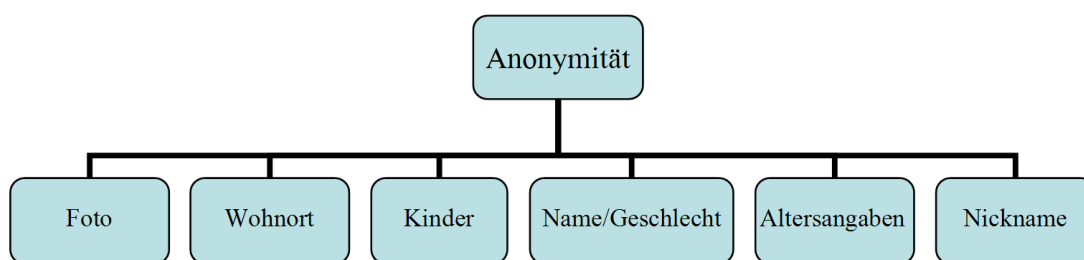 Anonymität
Foto
Wohnort
Kinder
Name/Geschlecht
Altersangaben
Nickname